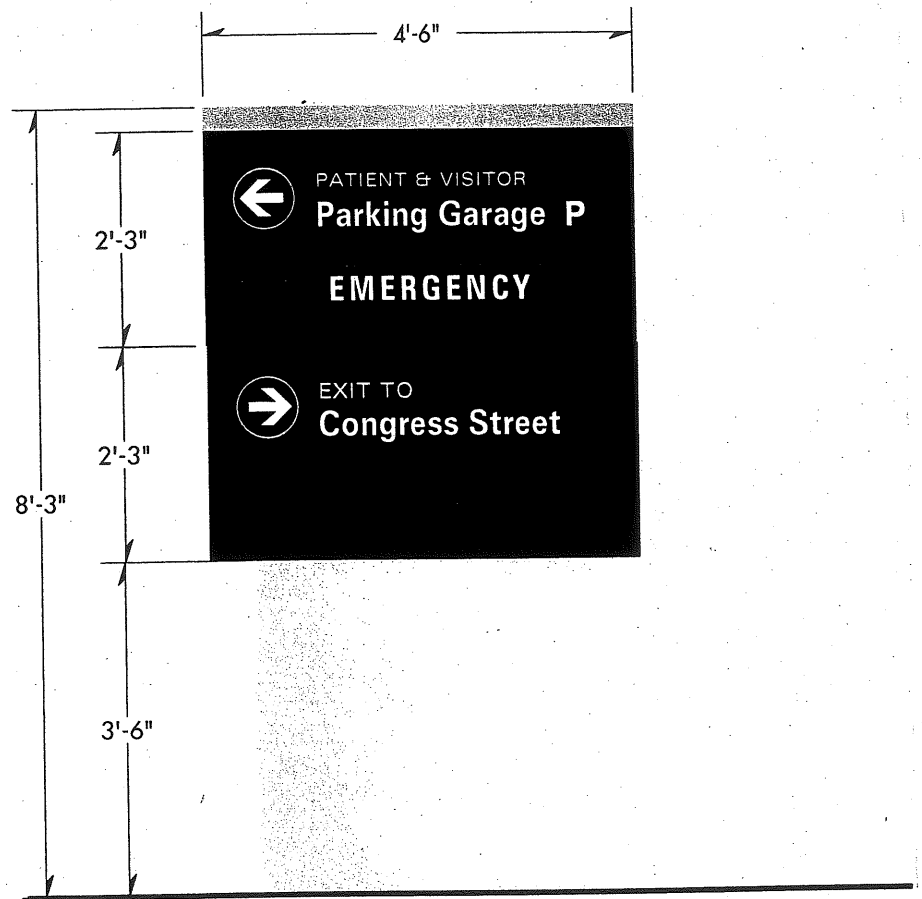 4'-6"
PATIENT & VISITOR
Parking Garage P
2'-3"
EMERGENCY
EXIT TO
Congress Street
2'-3"
8'-3"
3'-6"